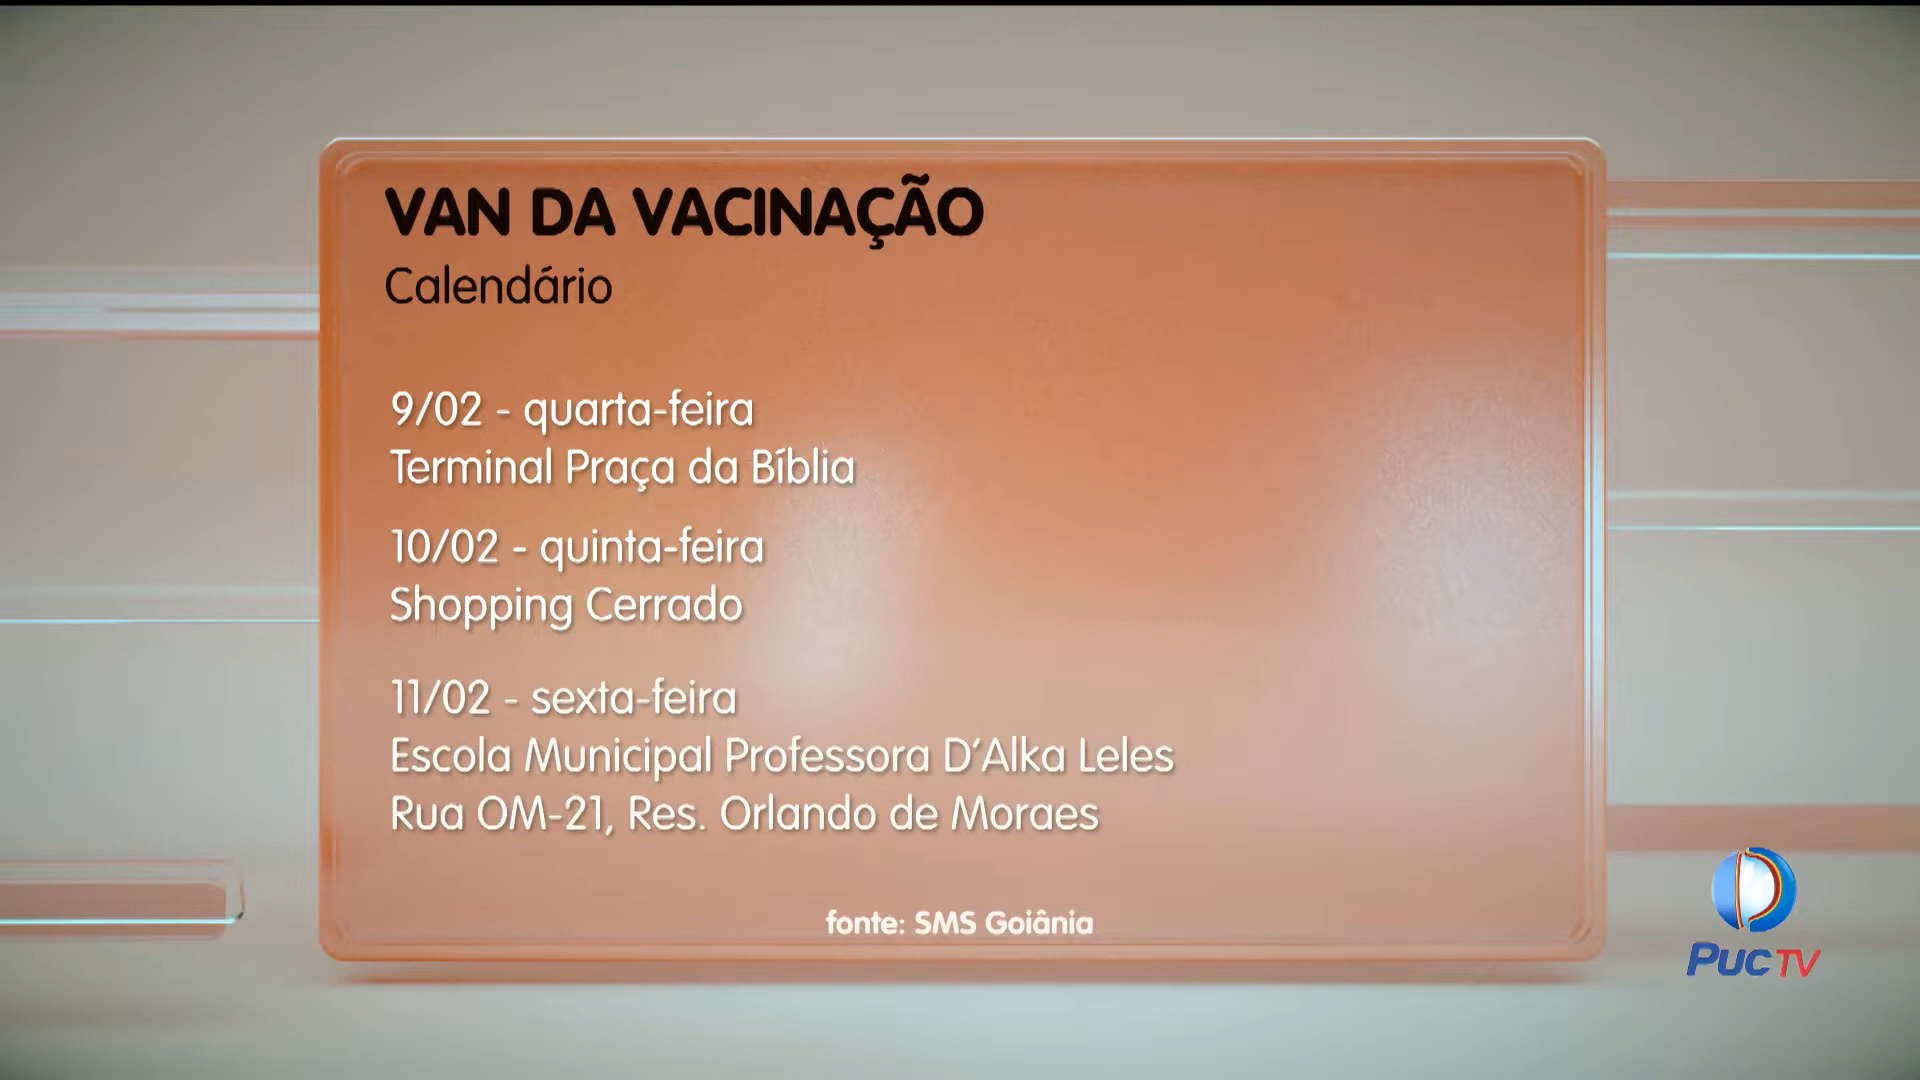 VAN DA VACINAÇÃO
Calendário
9/02 - quarta-feira
Terminal Praça da Bíblia
10/02 - quinta-feira
Shopping Cerrado
11/02 - sexta-feira
Escola Municipal Professora D'Alka Leles
Rua OM-21, Res. Orlando de Moraes
fonte: SMS Goiânia
PUC TV